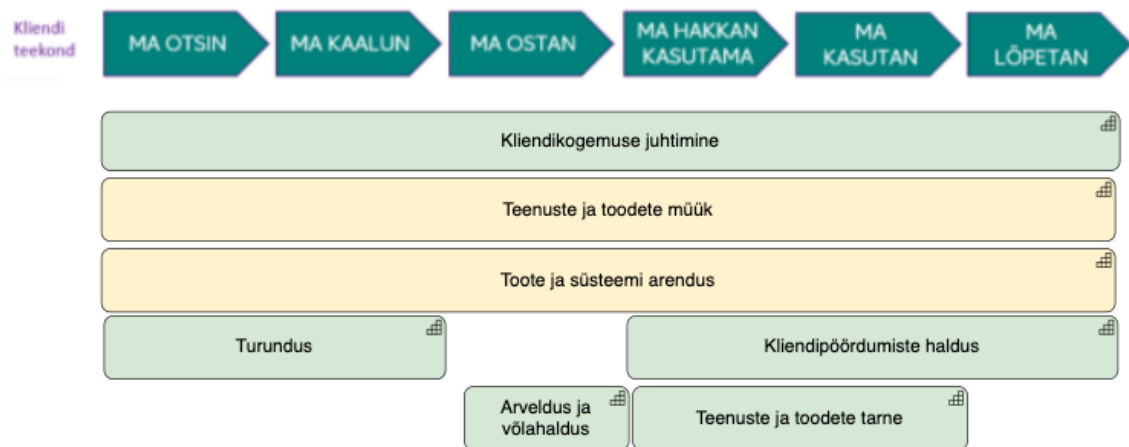 Kliendi
teekond
MA OTSIN
MA KAALUN
MA OSTAN
MA HAKKAN
KASUTAMA
MA
KASUTAN
MA
LÕPETAN
Kliendikogemuse juhtimine
Teenuste ja toodete müük
Toote ja süsteemi arendus
Turundus
Kliendipöördumiste haldus
Arveldus ja
võlahaldus
Teenuste ja toodete tarne